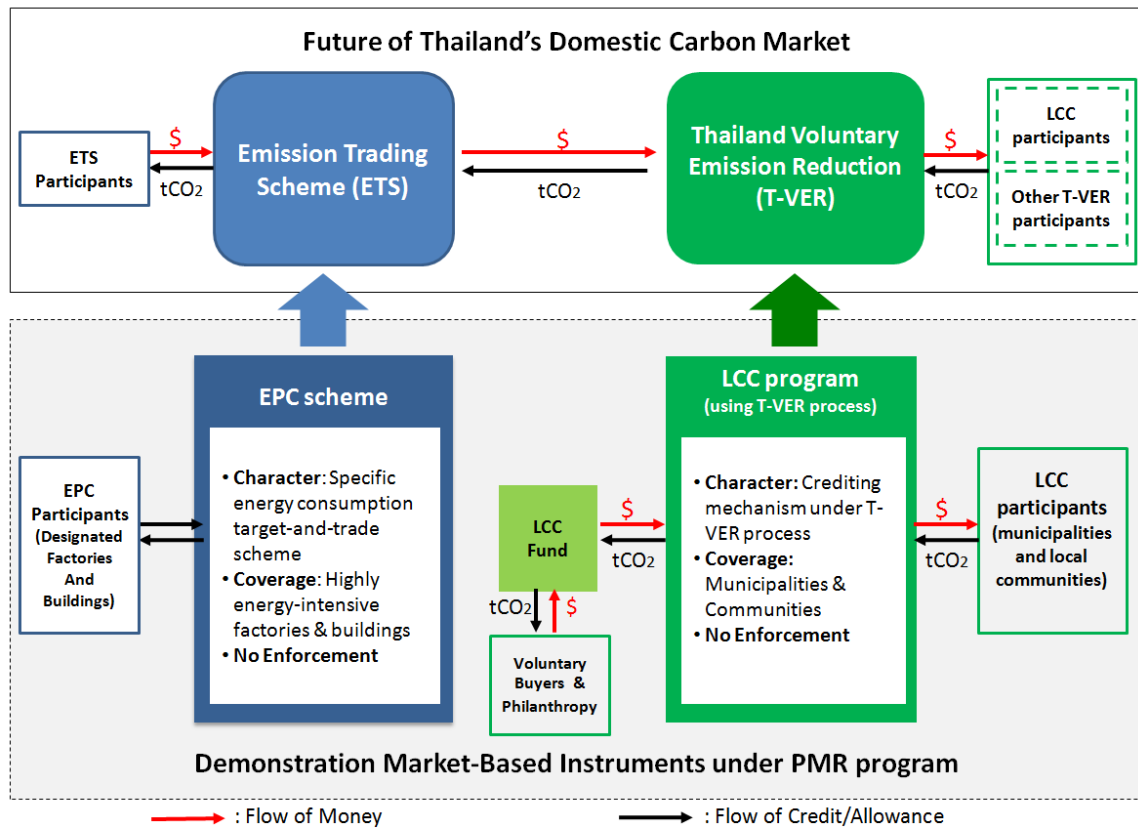 Future of Thailand's Domestic Carbon Market
ETS
Participants
$
tCO2
Emission Trading
Scheme (ETS)
$
tCO2
Thailand Voluntary
Emission Reduction
(T-VER)
$
tCO2
LCC
participants
Other T-VER
participants
EPC scheme
EPC
Participants
(Designated
Factories
And
Buildings)
• Character: Specific
energy consumption
target-and-trade
scheme
• Coverage: Highly
energy-intensive
factories & buildings
• No Enforcement
LCC
Fund
$
tCO2
tCO2
$
Voluntary
Buyers &
Philanthropy
LCC program
(using T-VER process)
• Character: Crediting
mechanism under T-
VER process
• Coverage:
Municipalities &
Communities
• No Enforcement
$
tCO2
LCC
participants
(municipalities
and local
communities)
Demonstration Market-Based Instruments under PMR program
: Flow of Money
: Flow of Credit/Allowance